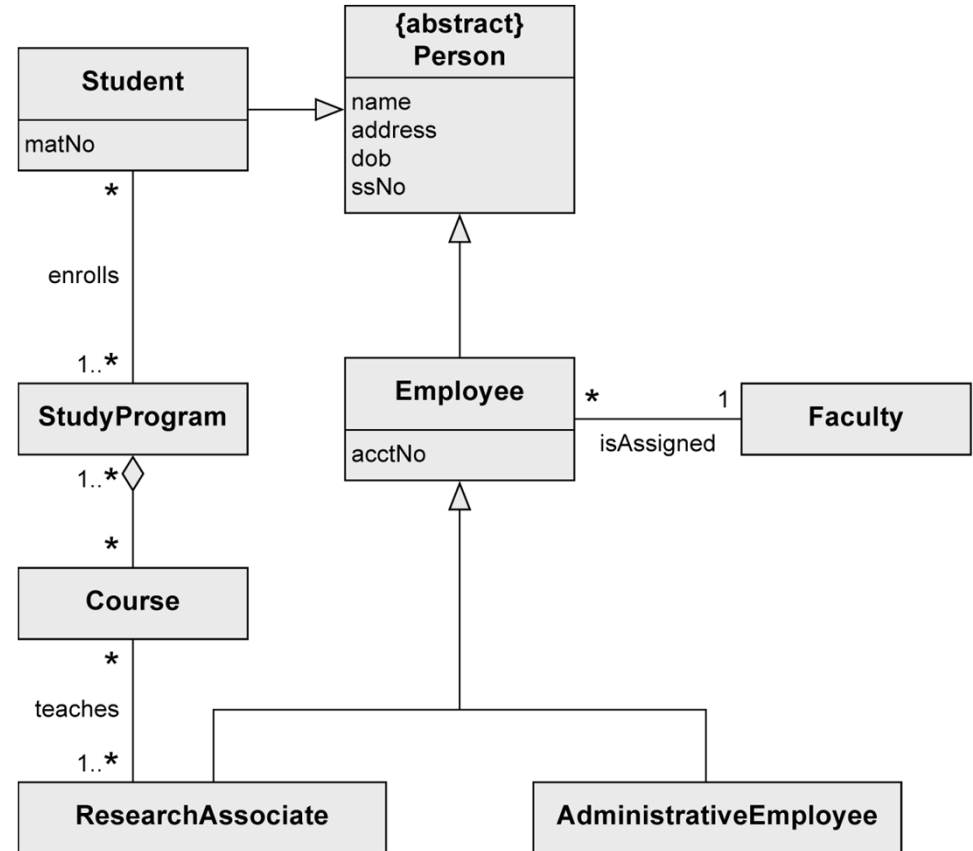 {abstract}
Person
name
address
dob
ssNo
Student
matNo
*
enrolls
1..*
StudyProgram
1..*
*
Course
*
teaches
1..*
ResearchAssociate
Employee
acctNo
* 1
isAssigned
Faculty
AdministrativeEmployee